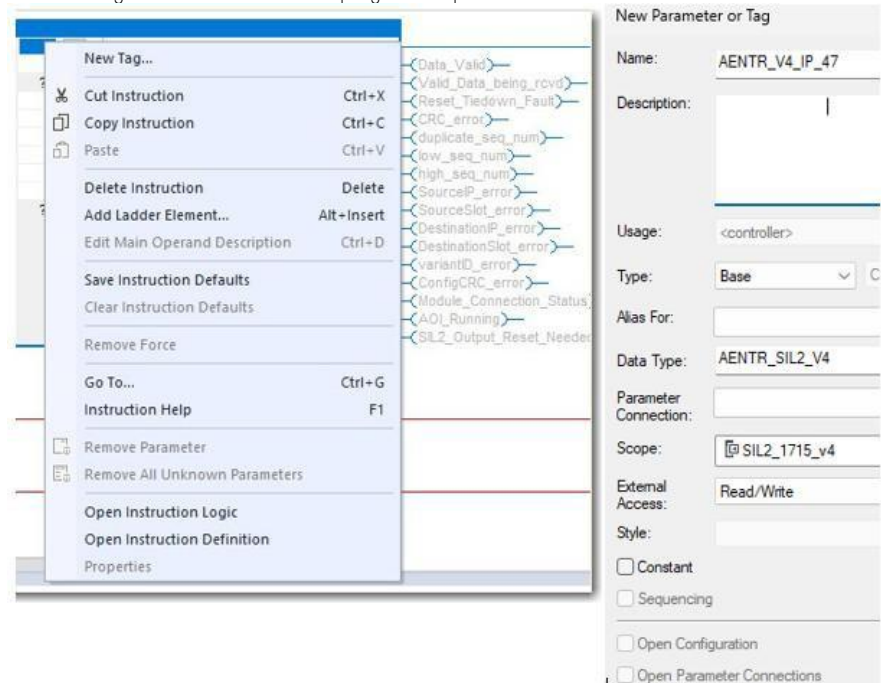 New Tag...
Cut Instruction Ctrl+X
Copy Instruction Ctrl+C
Paste Ctrl+V
Delete Instruction Delete
Add Ladder Element... Alt+Insert
Edit Main Operand Description Ctrl+D
Save Instruction Defaults
Clear Instruction Defaults
Remove Force
Go To... Ctrl+G
Instruction Help F1
Remove Parameter
Remove All Unknown Parameters
Open Instruction Logic
Open Instruction Definition
Properties
?
?
Data_Valid
Valid_Data_being_rcvd
Reset_Tiedown_Fault
CRC_error
duplicate_seq_num
low_seq_num
high_seq_num
SourceIP_error
SourceSlot_error
DestinationIP_error
DestinationSlot_error
variantID_error
ConfigCRC_error
Module_Connection_Status
AOI_Running
SIL2_Output_Reset_Needed
New Parameter or Tag
Name: AENTR_V4_IP_47
Description:
Usage: <controller>
Type: Base C
Alias For:
Data Type: AENTR_SIL2_V4
Parameter
Connection:
Scope: SIL2_1715_v4
External
Access: Read/Write
Style:
Constant
Sequencing
Open Configuration
Open Parameter Connections